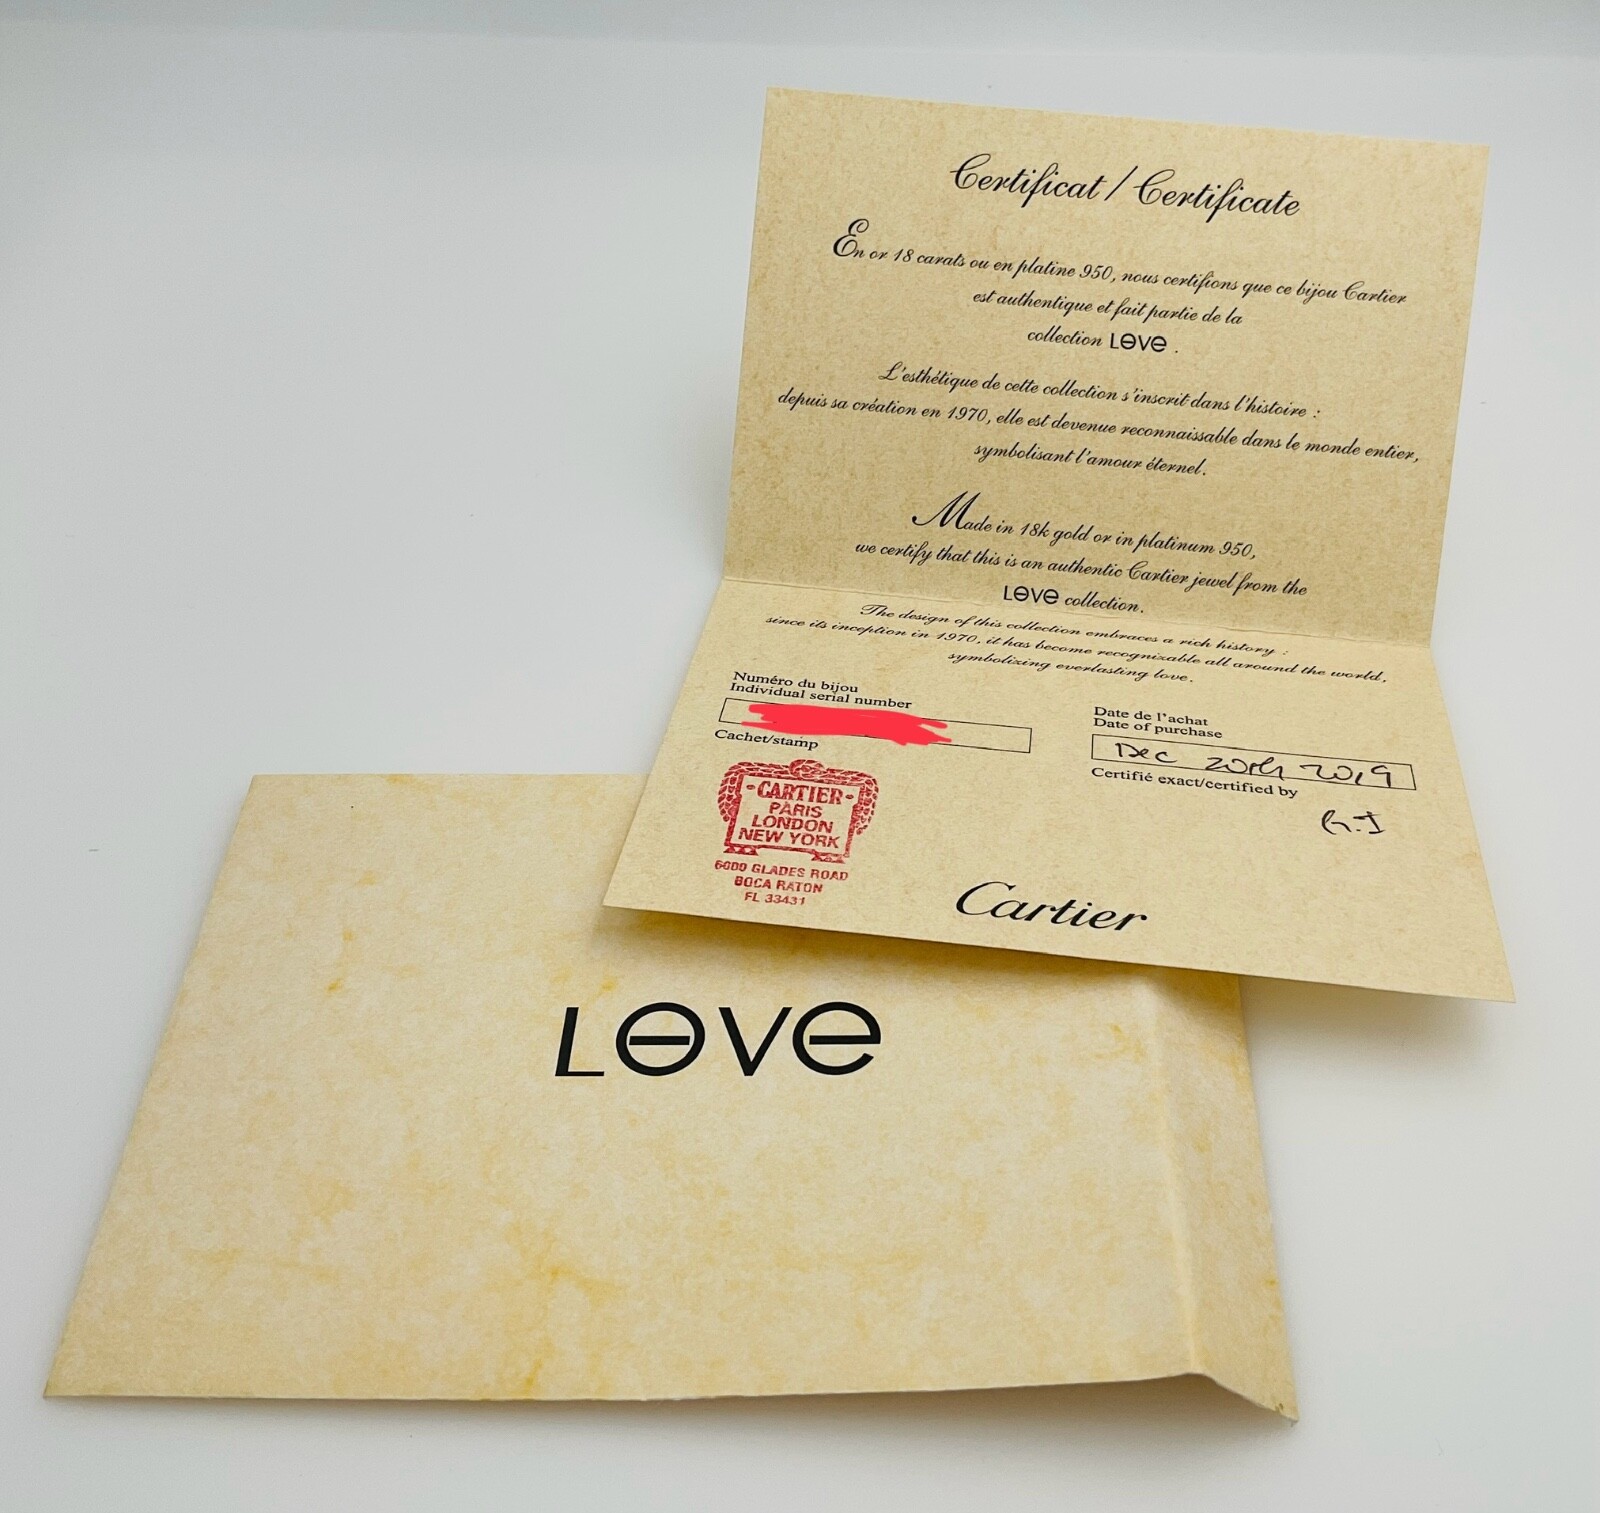 Certificat / Certificate
En or 18 carats ou en platine 950, nous certifions que ce bijou Cartier
est authentique et fait partie de la
collection LOVE .
L'esthétique de cette collection s'inscrit dans l'histoire :
depuis sa création en 1970, elle est devenue reconnaissable dans le monde entier,
symbolisant l'amour éternel.
Made in 18k gold or in platinum 950,
we certify that this is an authentic Cartier jewel from the
LOVE collection.
The design of this collection embraces a rich history :
since its inception in 1970, it has become recognizable all around the world,
symbolizing everlasting love.
Numéro du bijou
Individual serial number
Cachet/stamp
CARTIER
PARIS
LONDON
NEW YORK
6000 GLADES ROAD
BOCA RATON
FL 33431
Date de l'achat
Date of purchase
Dec 20th 2019
Certifié exact/certified by
Cartier
LOVE